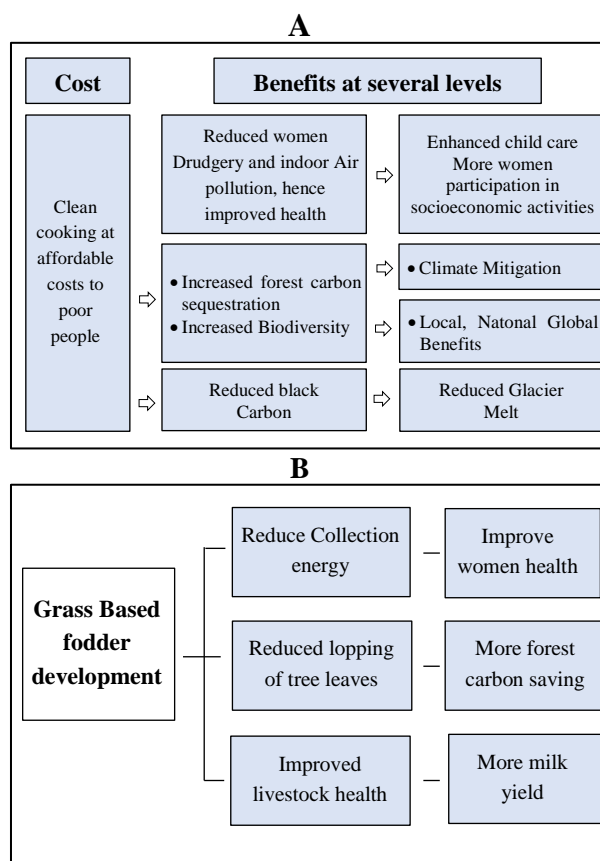 A
Cost
Benefits at several levels
Clean
cooking at
affordable
costs to
poor
people
Reduced women
Drudgery and indoor Air
pollution, hence
improved health
Enhanced child care
More women
participation in
socioeconomic activities
• Increased forest carbon
sequestration
• Increased Biodiversity
• Climate Mitigation
• Local, Natonal Global
Benefits
Reduced black
Carbon
Reduced Glacier
Melt
B
Grass Based
fodder
development
Reduce Collection
energy
Improve
women health
Reduced lopping
of tree leaves
More forest
carbon saving
Improved
livestock health
More milk
yield